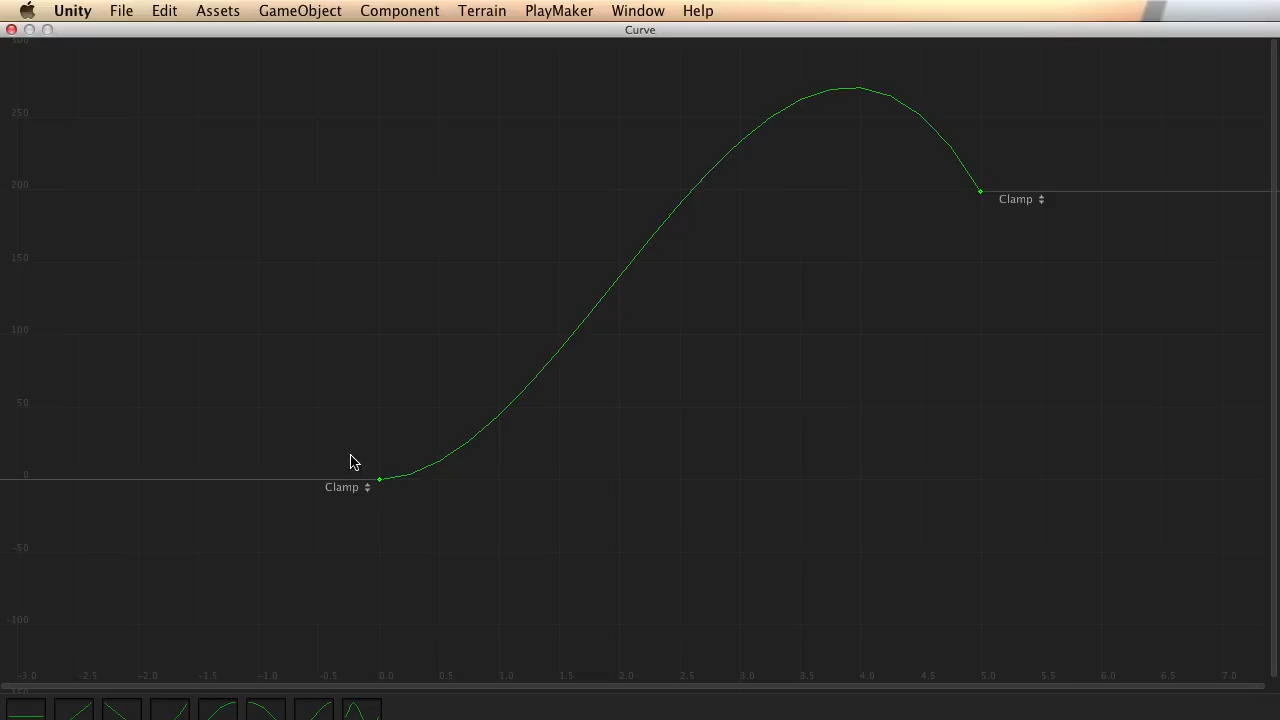 Unity File Edit Assets GameObject Component Terrain PlayMaker Window Help
Curve
300
250
200
Clamp
150
100
50
0
Clamp
-50
-100
-3.0 -2.5 -2.0 -1.5 -1.0 -0.5 0.0 0.5 1.0 1.5 2.0 2.5 3.0 3.5 4.0 4.5 5.0 5.5 6.0 6.5 7.0